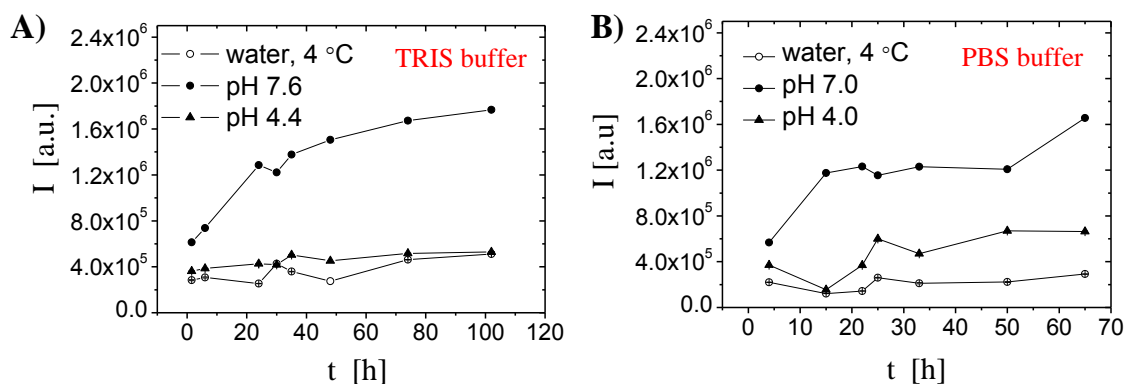 A)
2.4x10⁶
2.0x10⁶
1.6x10⁶
1.2x10⁶
8.0x10⁵
4.0x10⁵
0.0
I [a.u.]
water, 4 °C
pH 7.6
pH 4.4
TRIS buffer
0 20 40 60 80 100 120
t [h]
B)
2.4x10⁶
2.0x10⁶
1.6x10⁶
1.2x10⁶
8.0x10⁵
4.0x10⁵
0.0
I [a.u]
water, 4 °C
pH 7.0
pH 4.0
PBS buffer
0 10 20 30 40 50 60 70
t [h]